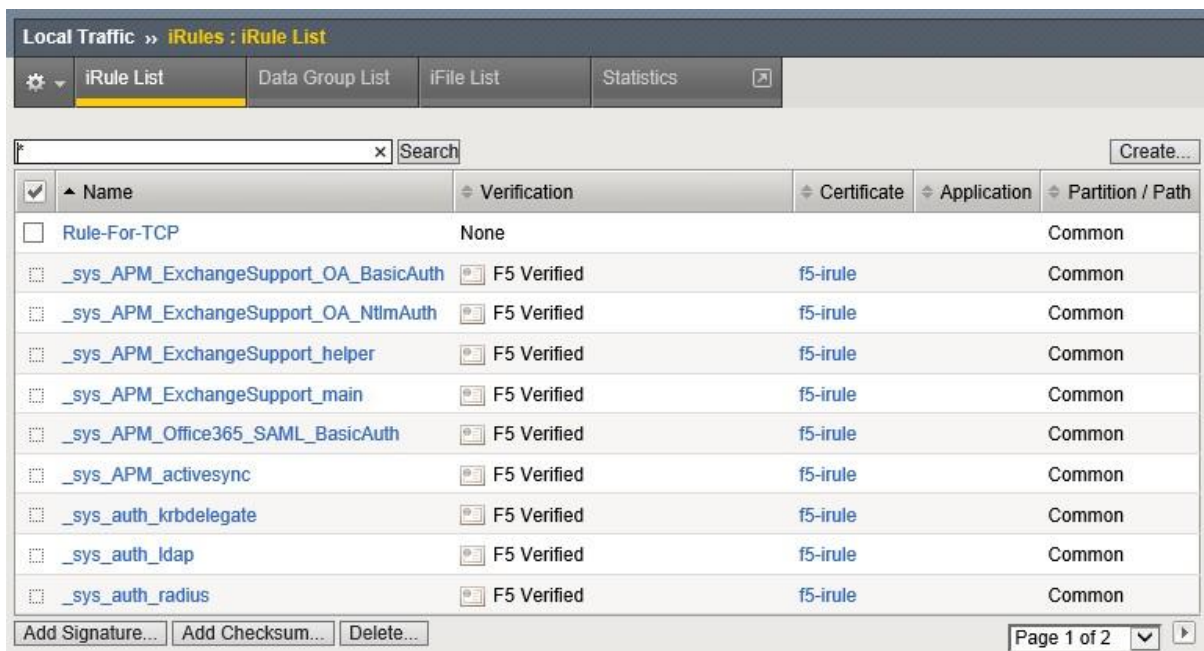 Local Traffic ›› iRules : iRule List
iRule List Data Group List iFile List Statistics
* × Search Create...
Name Verification Certificate Application Partition / Path
Rule-For-TCP None Common
_sys_APM_ExchangeSupport_OA_BasicAuth F5 Verified f5-irule Common
_sys_APM_ExchangeSupport_OA_NtlmAuth F5 Verified f5-irule Common
_sys_APM_ExchangeSupport_helper F5 Verified f5-irule Common
_sys_APM_ExchangeSupport_main F5 Verified f5-irule Common
_sys_APM_Office365_SAML_BasicAuth F5 Verified f5-irule Common
_sys_APM_activesync F5 Verified f5-irule Common
_sys_auth_krbdelegate F5 Verified f5-irule Common
_sys_auth_ldap F5 Verified f5-irule Common
_sys_auth_radius F5 Verified f5-irule Common
Add Signature... Add Checksum... Delete... Page 1 of 2